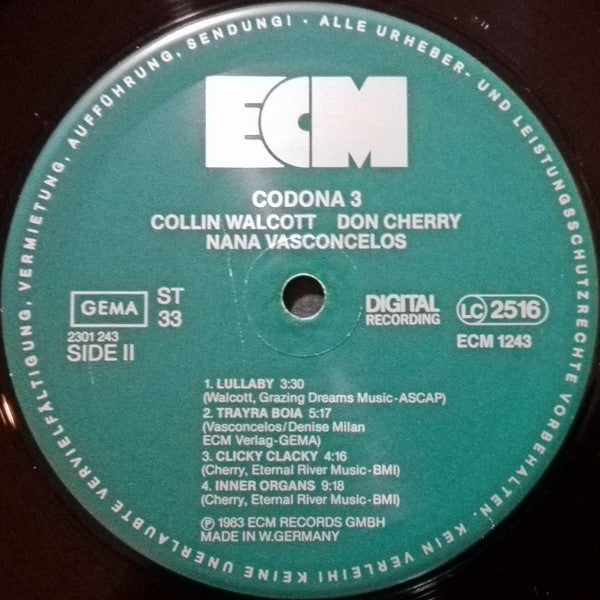 ALLE URHEBER- UND LEISTUNGSSCHUTZRECHTE VORBEHALTEN. KEIN VERLEIH! KEINE UNERLAUBTE VERVIELFÄLTIGUNG, VERMIETUNG, AUFFÜHRUNG, SENDUNG! ·
ECM
CODONA 3
COLLIN WALCOTT DON CHERRY
NANA VASCONCELOS
GEMA
ST
33
DIGITAL
RECORDING
LC 2516
2301 243
SIDE II
ECM 1243
1. LULLABY 3:30
(Walcott, Grazing Dreams Music-ASCAP)
2. TRAYRA BOIA 5:17
(Vasconcelos/Denise Milan
ECM Verlag-GEMA)
3. CLICKY CLACKY 4:16
(Cherry, Eternal River Music-BMI)
4. INNER ORGANS 9:18
(Cherry, Eternal River Music-BMI)
℗ 1983 ECM RECORDS GMBH
MADE IN W.GERMANY